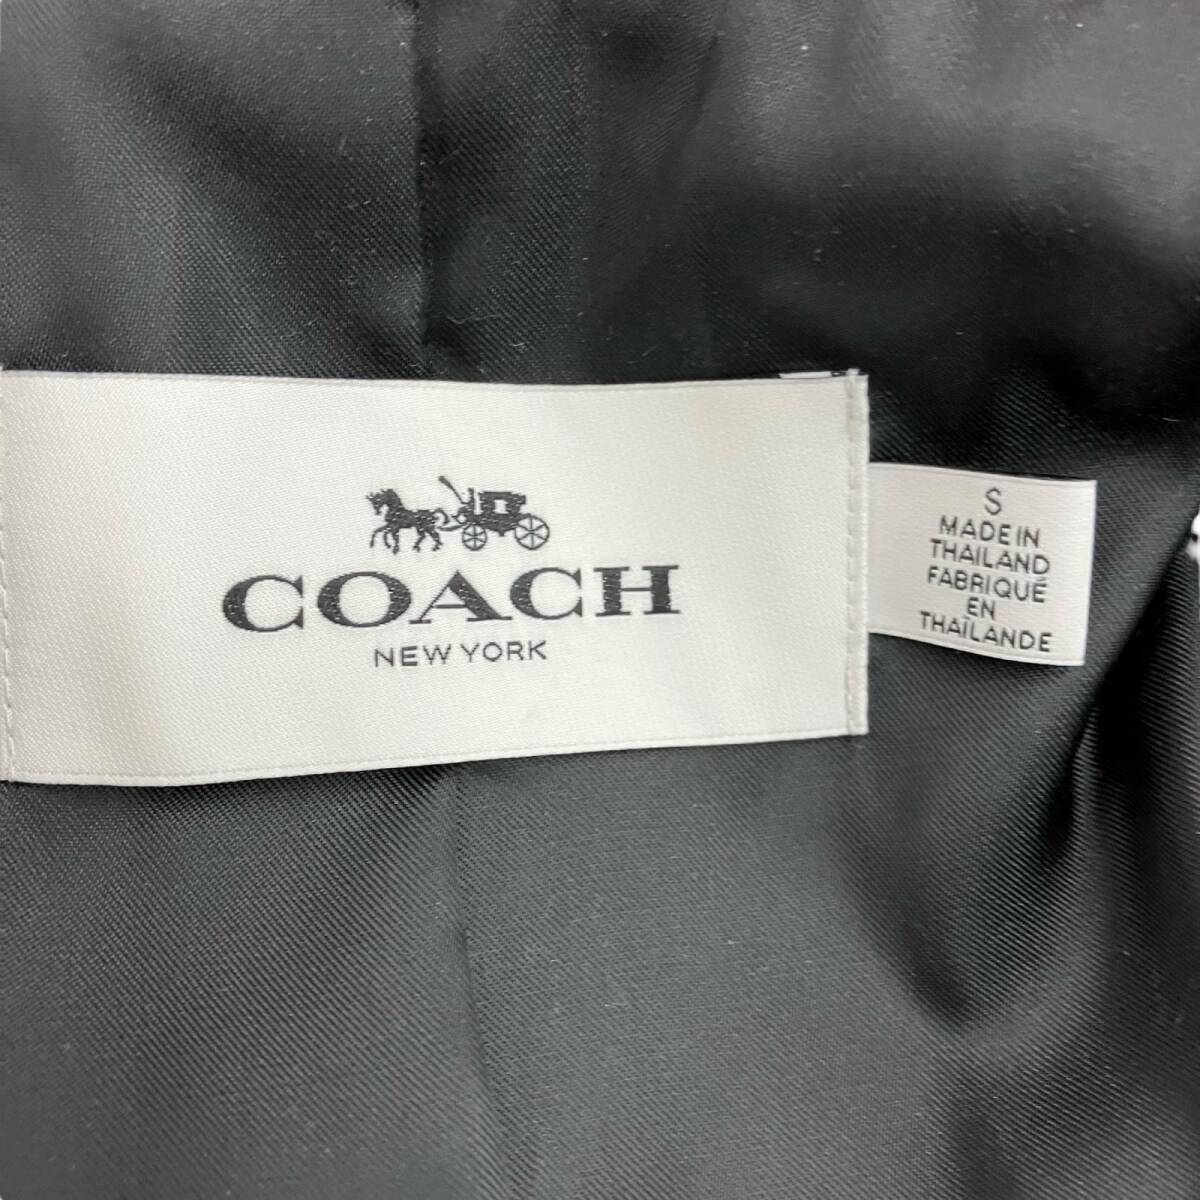 COACH
NEW YORK
S
MADE IN
THAILAND
FABRIQUÉ
EN
THAÏLANDE